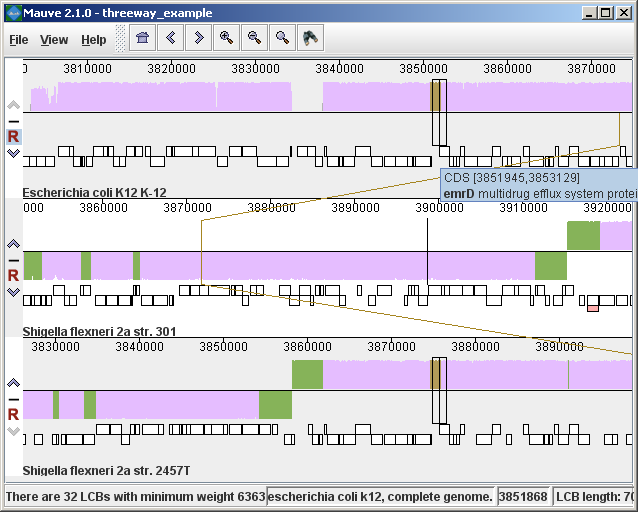 Mauve 2.1.0 - threeway_example
File View Help
R
3810000 3820000 3830000 3840000 3850000 3860000 3870000
Escherichia coli K12 K-12
CDS [3851945,3853129]
emrD multidrug efflux system protei
R
000 3860000 3870000 3880000 3890000 3900000 3910000 3920000
Shigella flexneri 2a str. 301
R
3830000 3840000 3850000 3860000 3870000 3880000 3890000
Shigella flexneri 2a str. 2457T
There are 32 LCBs with minimum weight 6363 escherichia coli k12, complete genome. 3851868 LCB length: 70